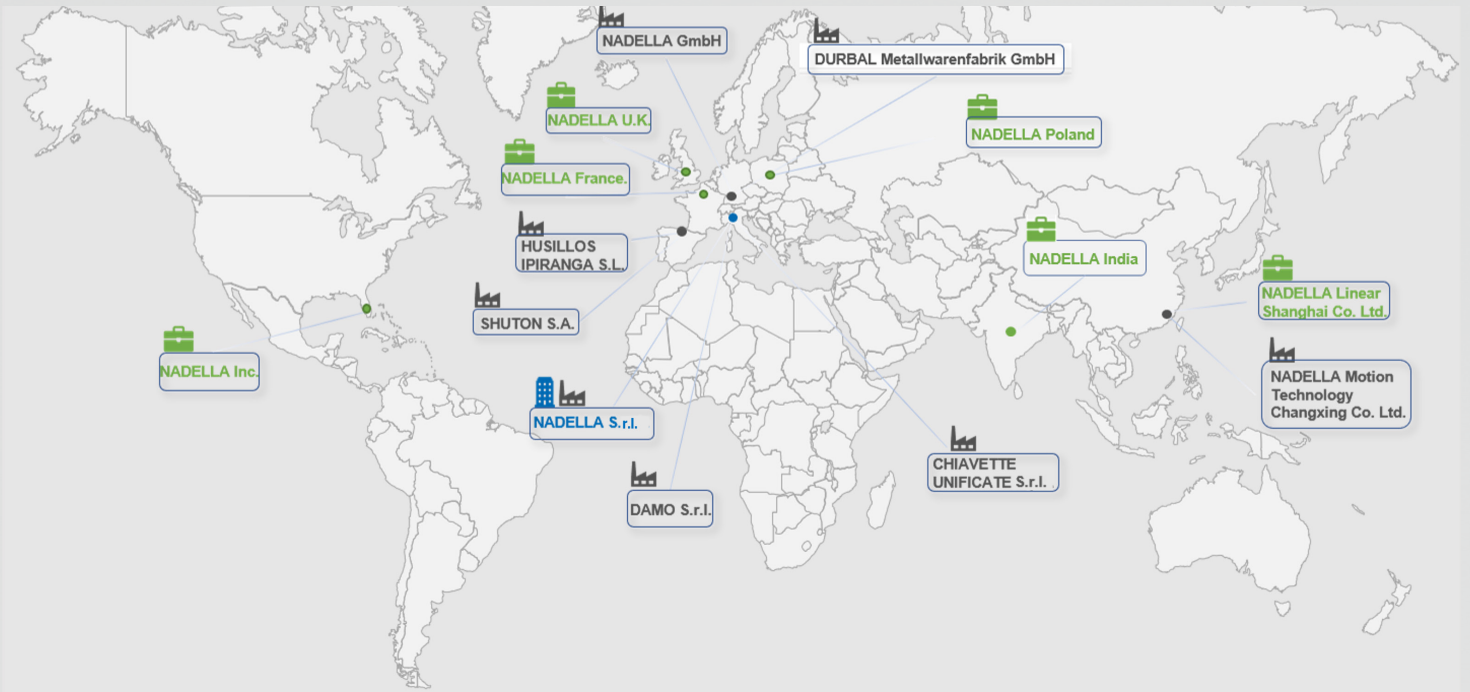 NADELLA GmbH
DURBAL Metallwarenfabrik GmbH
NADELLA U.K.
NADELLA Poland
NADELLA France.
HUSILLOS
IPIRANGA S.L.
NADELLA India
NADELLA Linear
Shanghai Co. Ltd.
SHUTON S.A.
NADELLA Inc.
NADELLA Motion
Technology
Changxing Co. Ltd.
NADELLA S.r.l.
CHIAVETTE
UNIFICATE S.r.l.
DAMO S.r.l.